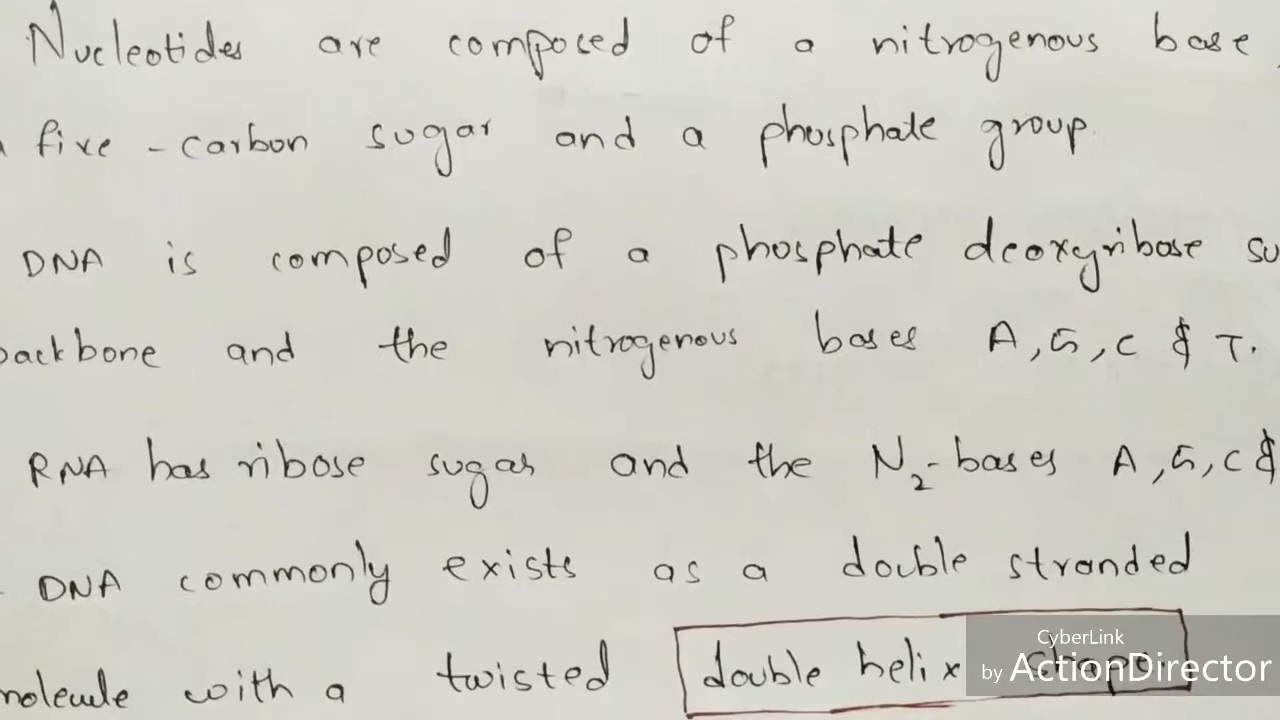 Nucleotides are composed of a nitrogenous base,
five-carbon sugar and a phosphate group.
DNA is composed of a phosphate deoxyribose su
backbone and the nitrogenous bases A, G, C & T.
RNA has ribose sugar and the N₂-bases A, G, C &
DNA commonly exists as a double stranded
molecule with a twisted double helix shape.
CyberLink
by ActionDirector